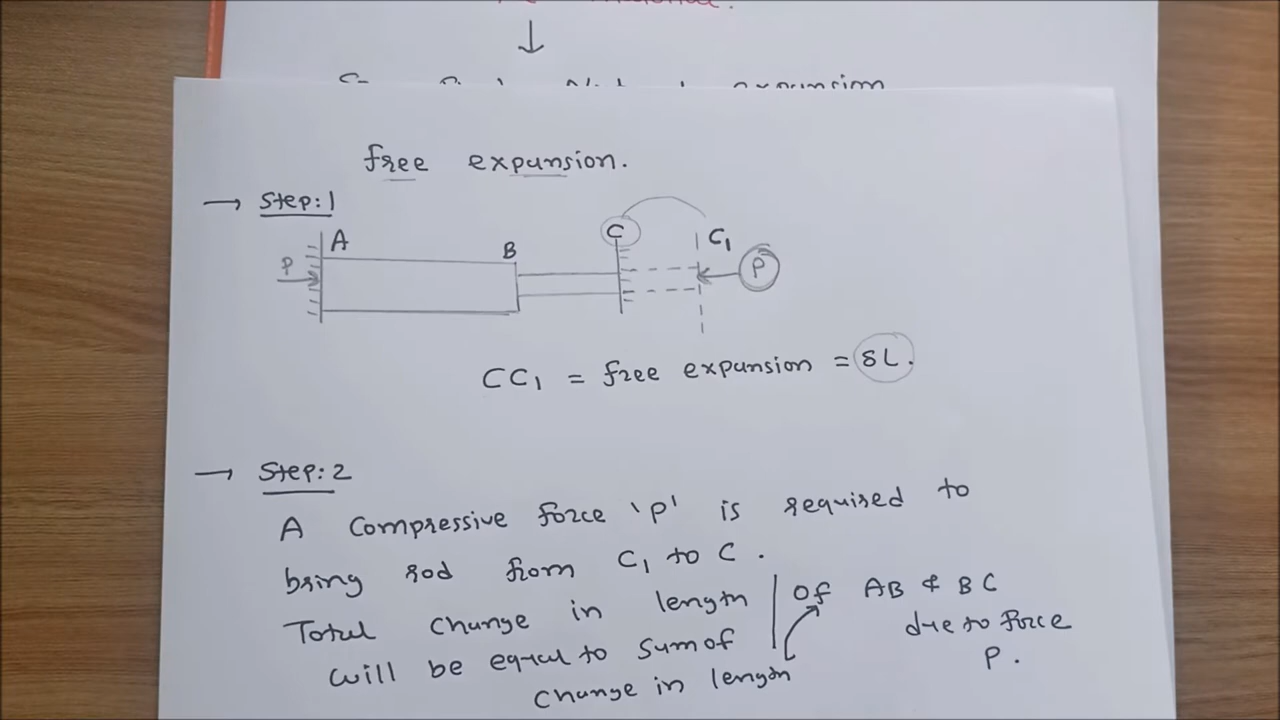 expansion
free expansion.
→ Step:1
A B C C₁
P P
CC₁ = free expansion = δL.
→ Step:2
A compressive force 'P' is required to
bring rod from C₁ to C.
Total change in length | of AB & BC
will be equal to sum of due to force
change in length P.